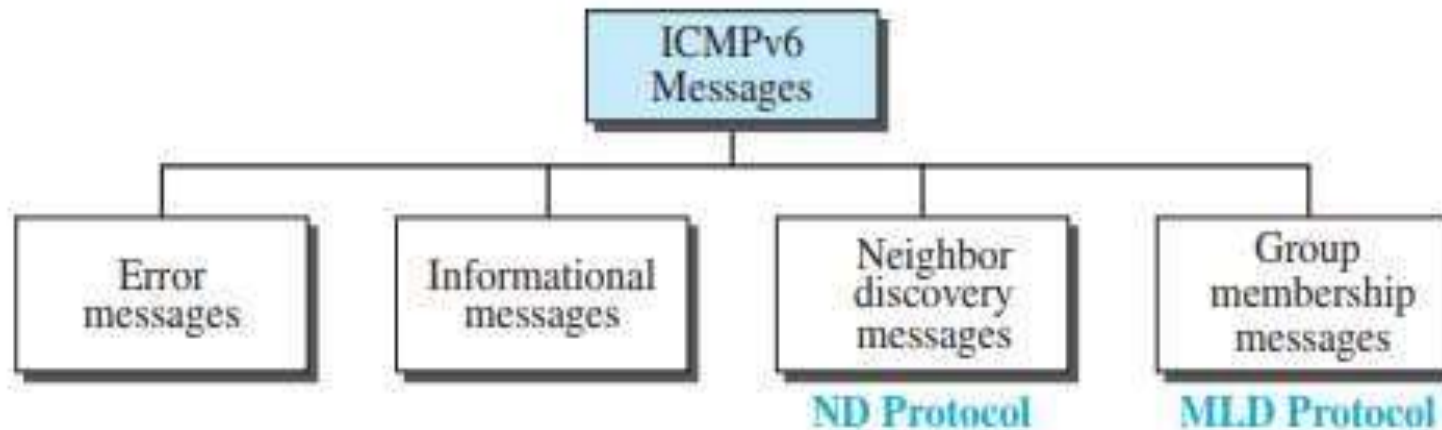 ICMPv6
Messages
Error
messages
Informational
messages
Neighbor
discovery
messages
Group
membership
messages
ND Protocol
MLD Protocol